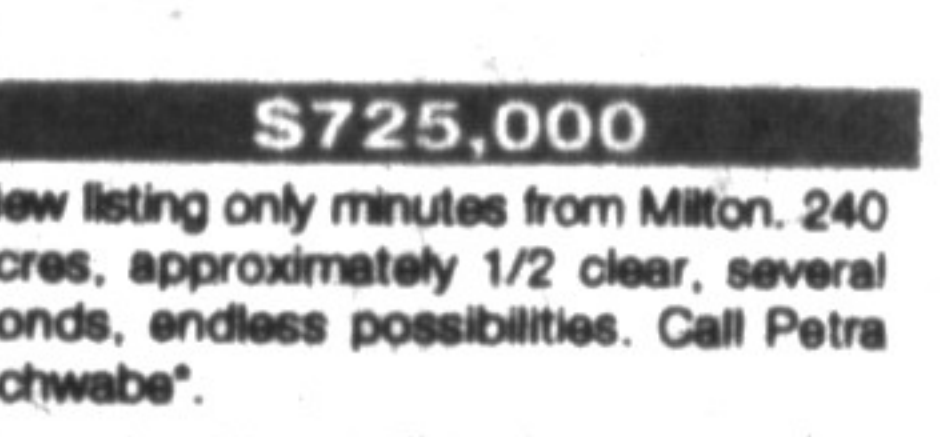 $725,000
ew listing only minutes from Milton. 240
cres, approximately 1/2 clear, several
onds, endless possibilities. Call Petra
chwabe*.